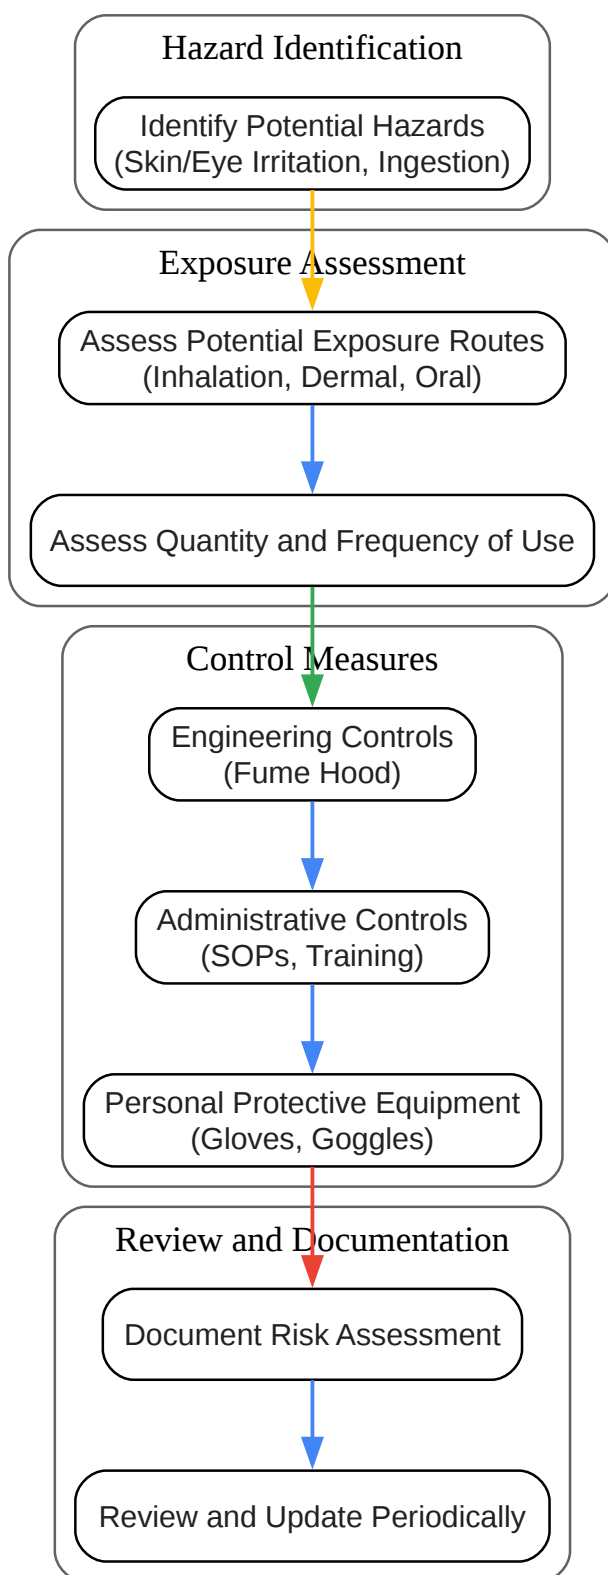 Hazard Identification
Identify Potential Hazards
(Skin/Eye Irritation, Ingestion)
Exposure Assessment
Assess Potential Exposure Routes
(Inhalation, Dermal, Oral)
Assess Quantity and Frequency of Use
Control Measures
Engineering Controls
(Fume Hood)
Administrative Controls
(SOPs, Training)
Personal Protective Equipment
(Gloves, Goggles)
Review and Documentation
Document Risk Assessment
Review and Update Periodically